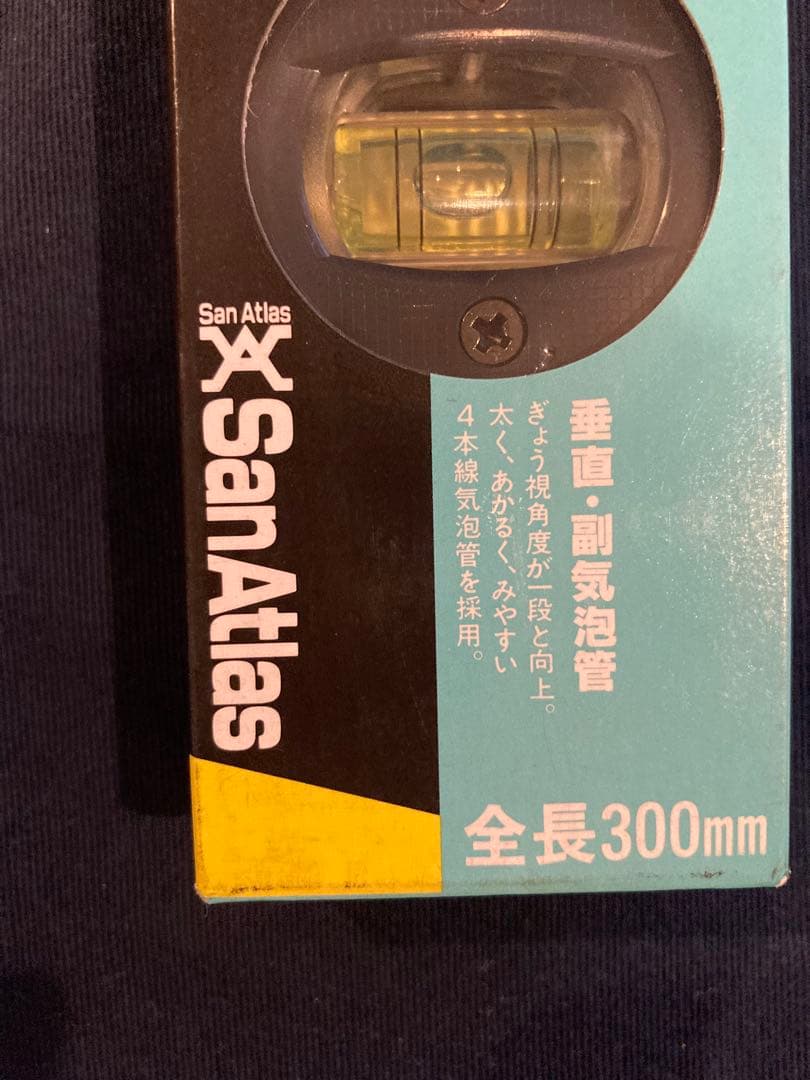 San Atlas
SanAtlas
垂直・副気泡管
ぎょう視角度が一段と向上。
太く、あかるく、みやすい
4本線気泡管を採用。
全長300mm